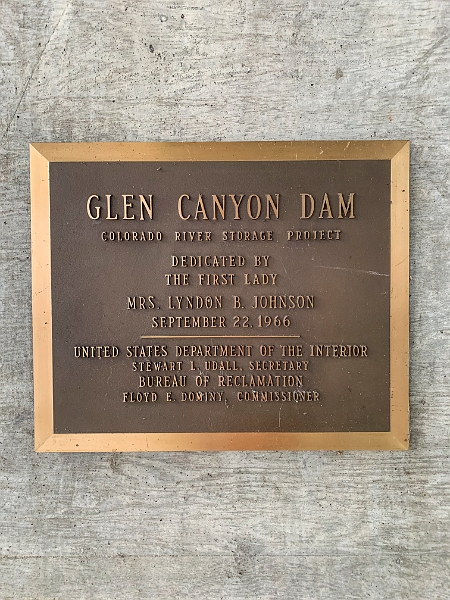 GLEN CANYON DAM
COLORADO RIVER STORAGE PROJECT
DEDICATED BY
THE FIRST LADY
MRS. LYNDON B. JOHNSON
SEPTEMBER 22, 1966
UNITED STATES DEPARTMENT OF THE INTERIOR
STEWART L. UDALL, SECRETARY
BUREAU OF RECLAMATION
FLOYD E. DOMINY, COMMISSIONER